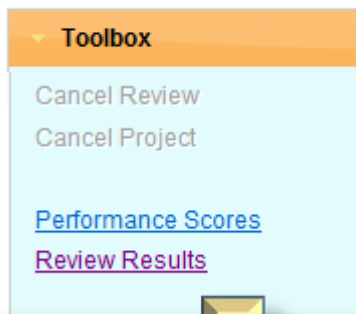 Toolbox
Cancel Review
Cancel Project
Performance Scores
Review Results